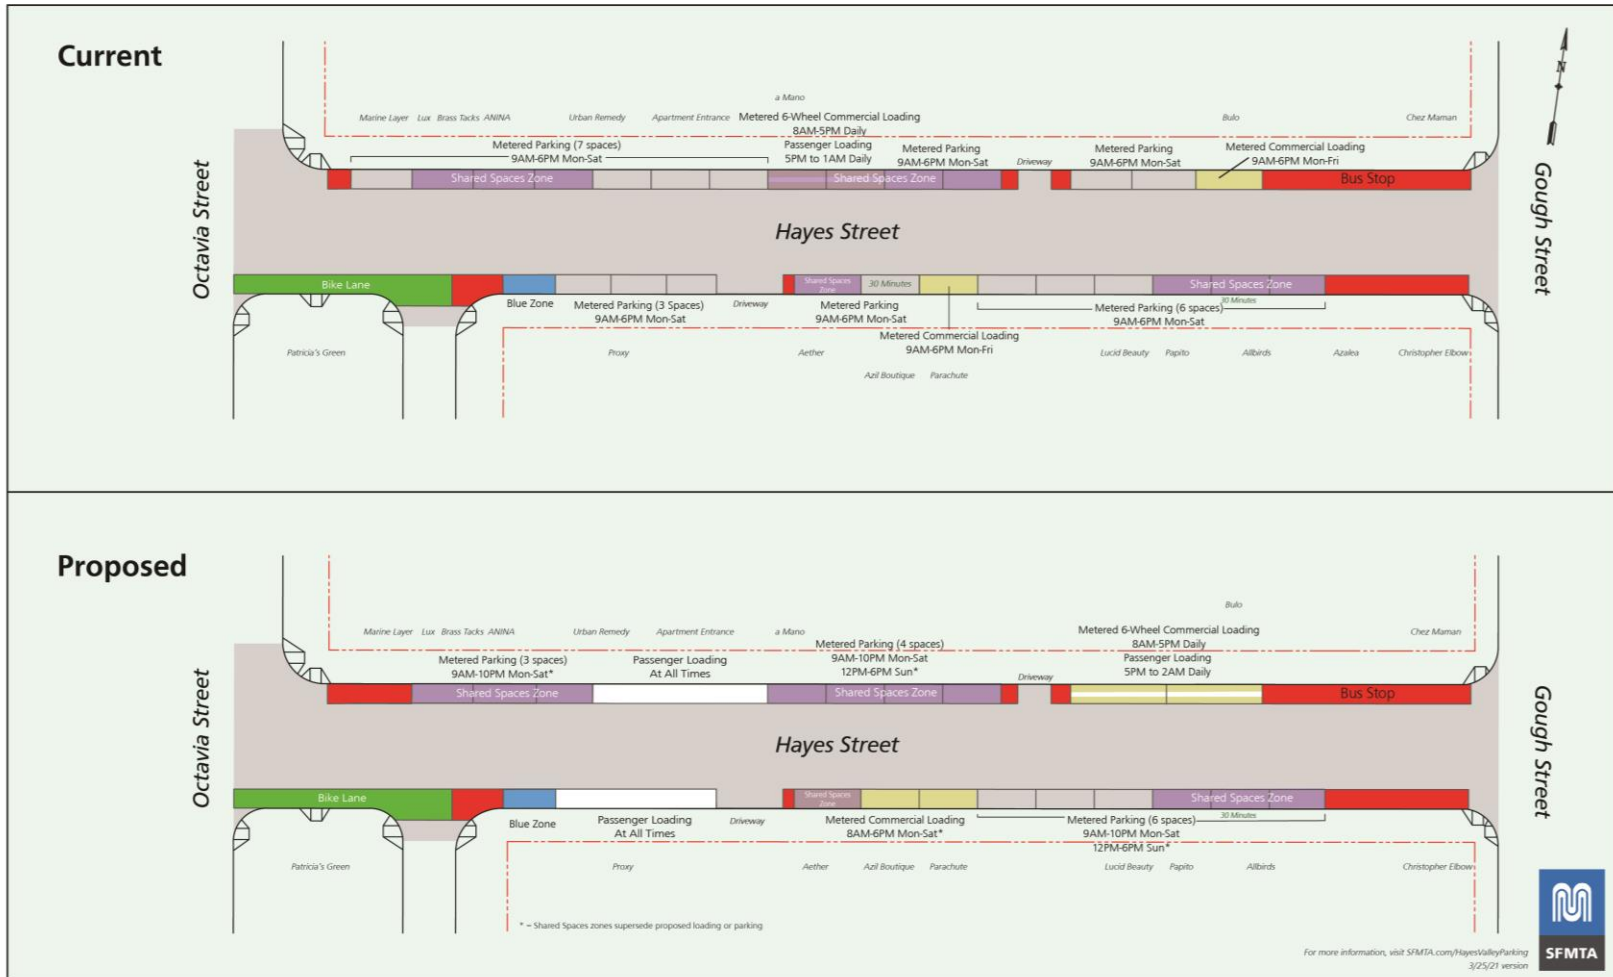 Current
a Mano
Marine Layer Lux Brass Tacks ANINA Urban Remedy Apartment Entrance Metered 6-Wheel Commercial Loading Bulo Chez Maman
8AM-5PM Daily
Metered Parking (7 spaces) Passenger Loading Metered Parking Metered Parking Metered Commercial Loading
9AM-6PM Mon-Sat 5PM to 1AM Daily 9AM-6PM Mon-Sat Driveway 9AM-6PM Mon-Sat 9AM-6PM Mon-Fri
Shared Spaces Zone Shared Spaces Zone Bus Stop
N
Octavia Street
Hayes Street
Gough Street
Bike Lane Shared Spaces Zone 30 Minutes Shared Spaces Zone
Blue Zone Metered Parking (3 Spaces) Driveway Metered Parking 30 Minutes Metered Parking (6 spaces)
9AM-6PM Mon-Sat 9AM-6PM Mon-Sat 9AM-6PM Mon-Sat
Metered Commercial Loading
9AM-6PM Mon-Fri
Patricia's Green Proxy Aether Lucid Beauty Papito Allbirds Azalea Christopher Elbow
Azil Boutique Parachute
Proposed
Bulo
Marine Layer Lux Brass Tacks ANINA Urban Remedy Apartment Entrance a Mano Metered 6-Wheel Commercial Loading Chez Maman
Metered Parking (4 spaces) 8AM-5PM Daily
Metered Parking (3 spaces) Passenger Loading 9AM-10PM Mon-Sat Passenger Loading
9AM-10PM Mon-Sat* At All Times 12PM-6PM Sun* Driveway 5PM to 2AM Daily
Shared Spaces Zone Shared Spaces Zone Bus Stop
Octavia Street
Hayes Street
Gough Street
Bike Lane Shared Spaces Zone Shared Spaces Zone
Blue Zone Passenger Loading Driveway Metered Commercial Loading Metered Parking (6 spaces) 30 Minutes
At All Times 8AM-6PM Mon-Sat* 9AM-10PM Mon-Sat
12PM-6PM Sun*
Patricia's Green Proxy Aether Azil Boutique Parachute Lucid Beauty Papito Allbirds Christopher Elbow
* = Shared Spaces zones supersede proposed loading or parking
For more information, visit SFMTA.com/HayesValleyParking
3/25/21 version
SFMTA